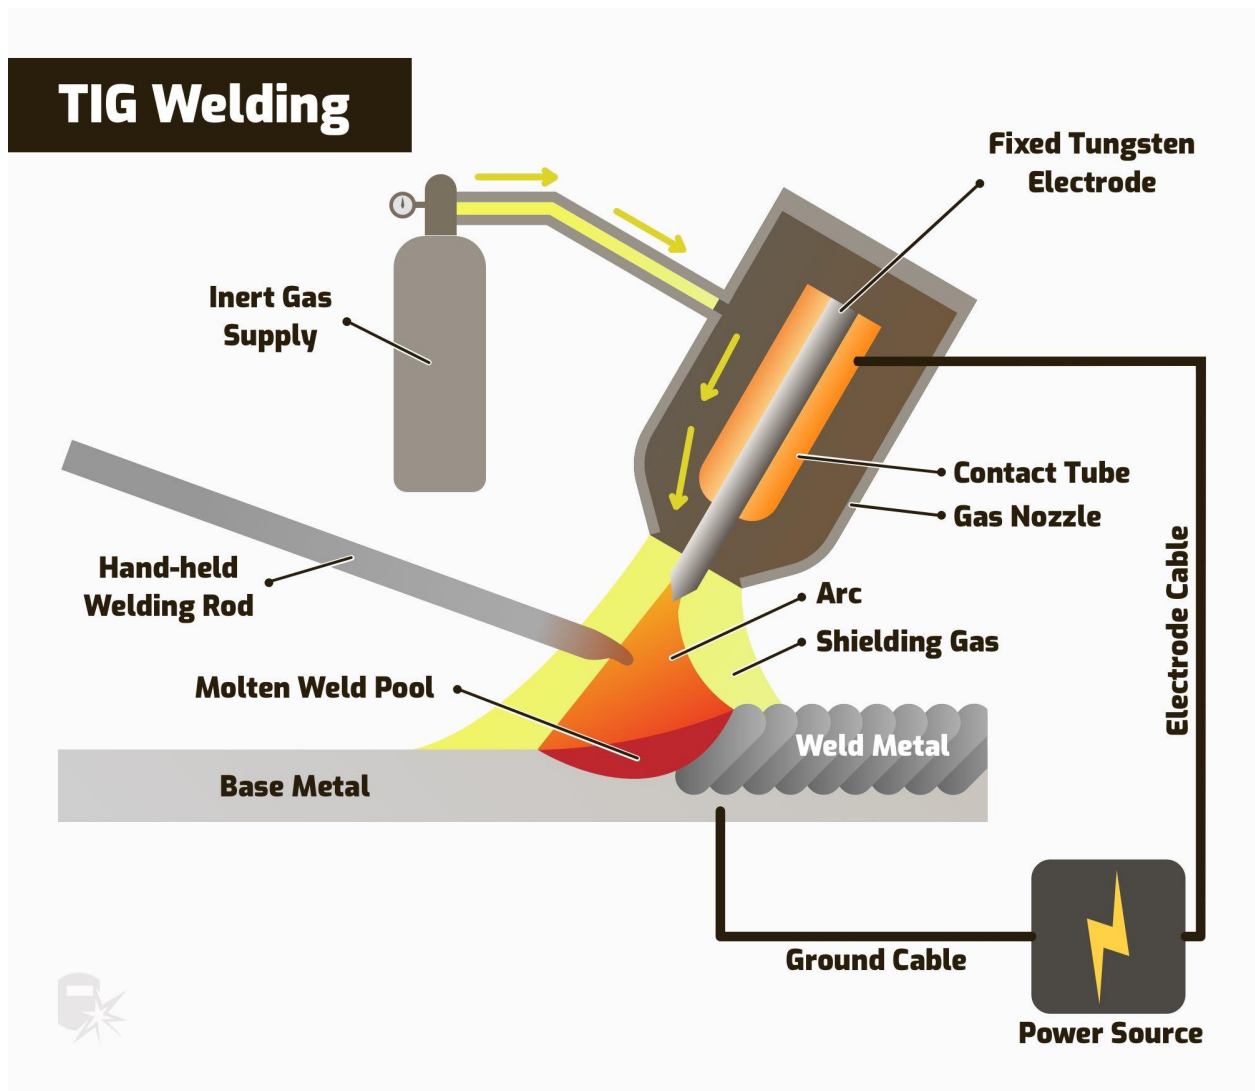 TIG Welding
Fixed Tungsten
Electrode
Inert Gas
Supply
Contact Tube
Gas Nozzle
Electrode Cable
Hand-held
Welding Rod
Arc
Shielding Gas
Molten Weld Pool
Weld Metal
Base Metal
Ground Cable
Power Source